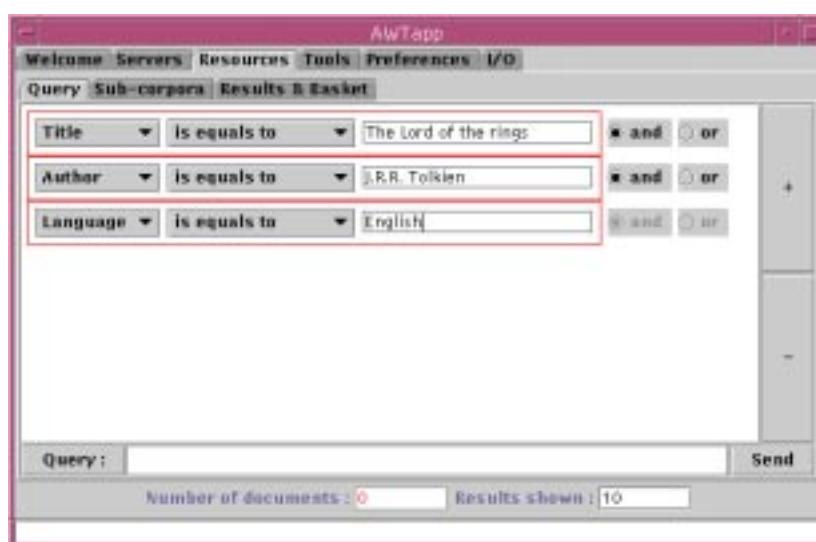 AWTapp
Welcome Servers Resources Tools Preferences I/O
Query Sub-corpora Results & Basket
Title is equals to The Lord of the rings and or
Author is equals to J.R.R. Tolkien and or
+
Language is equals to English and or
-
Query : Send
Number of documents : 0 Results shown : 10